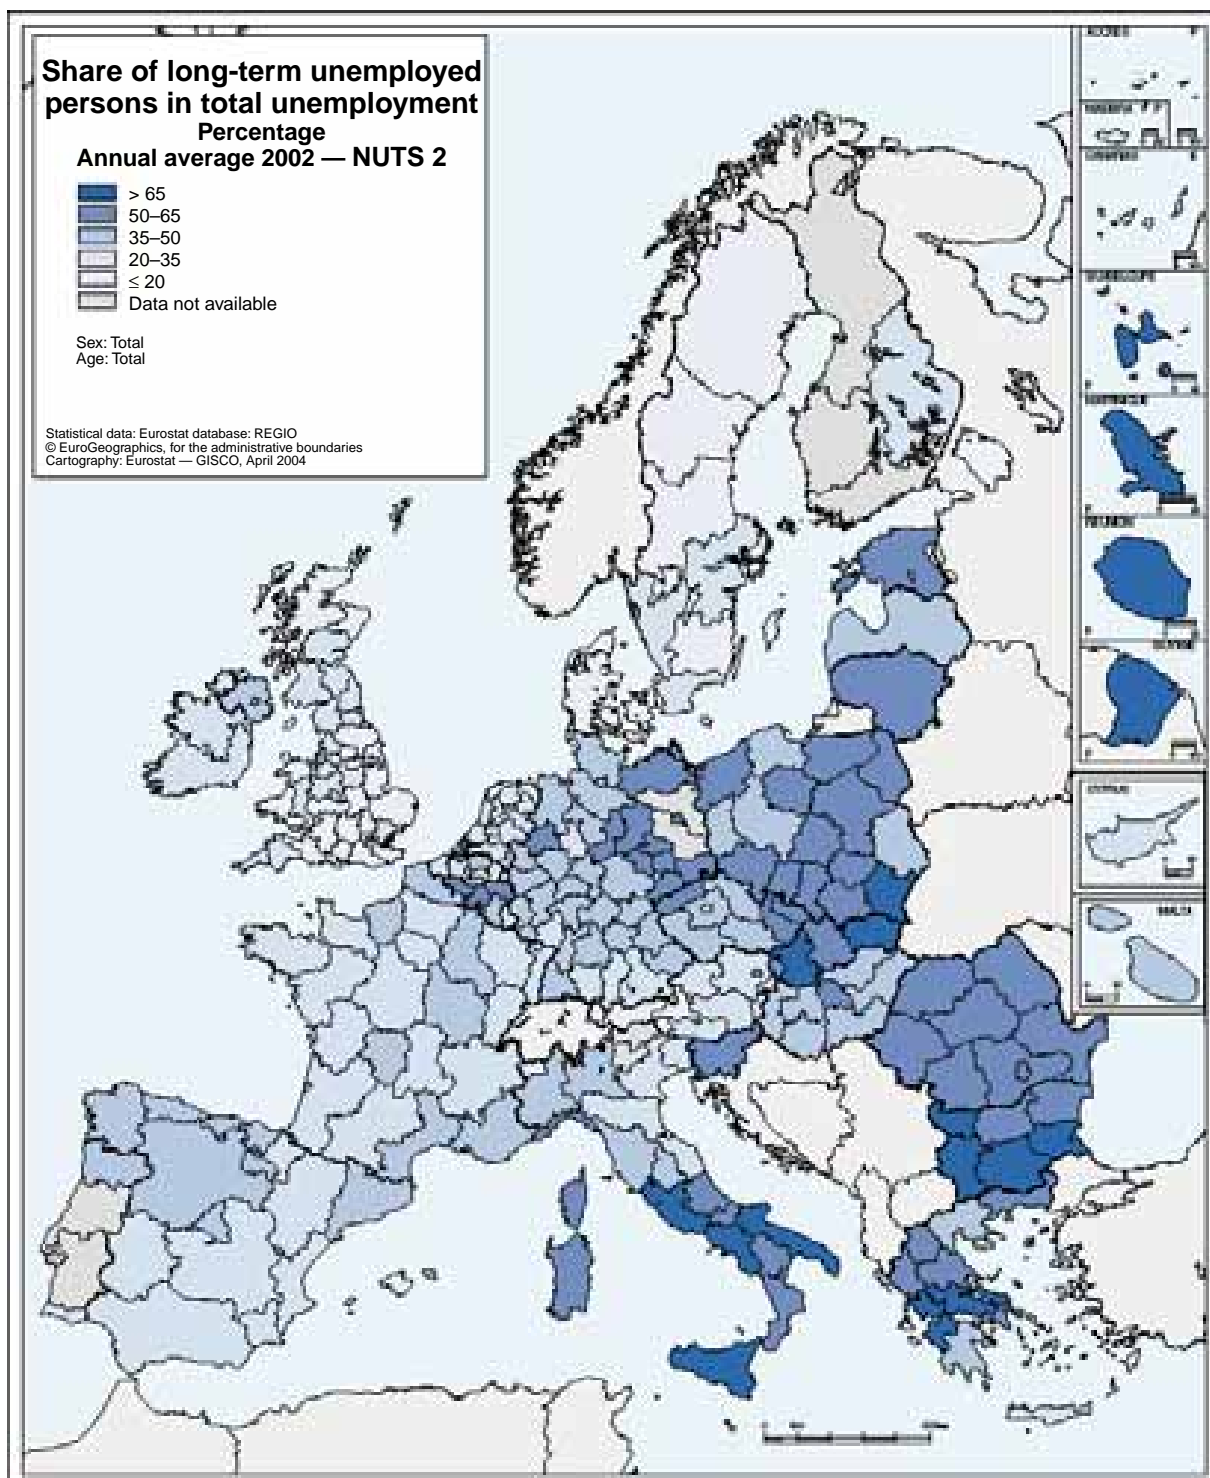 Share of long-term unemployed
persons in total unemployment
Percentage
Annual average 2002 — NUTS 2
> 65
50–65
35–50
20–35
≤ 20
Data not available
Sex: Total
Age: Total
Statistical data: Eurostat database: REGIO
© EuroGeographics, for the administrative boundaries
Cartography: Eurostat — GISCO, April 2004
MALTA